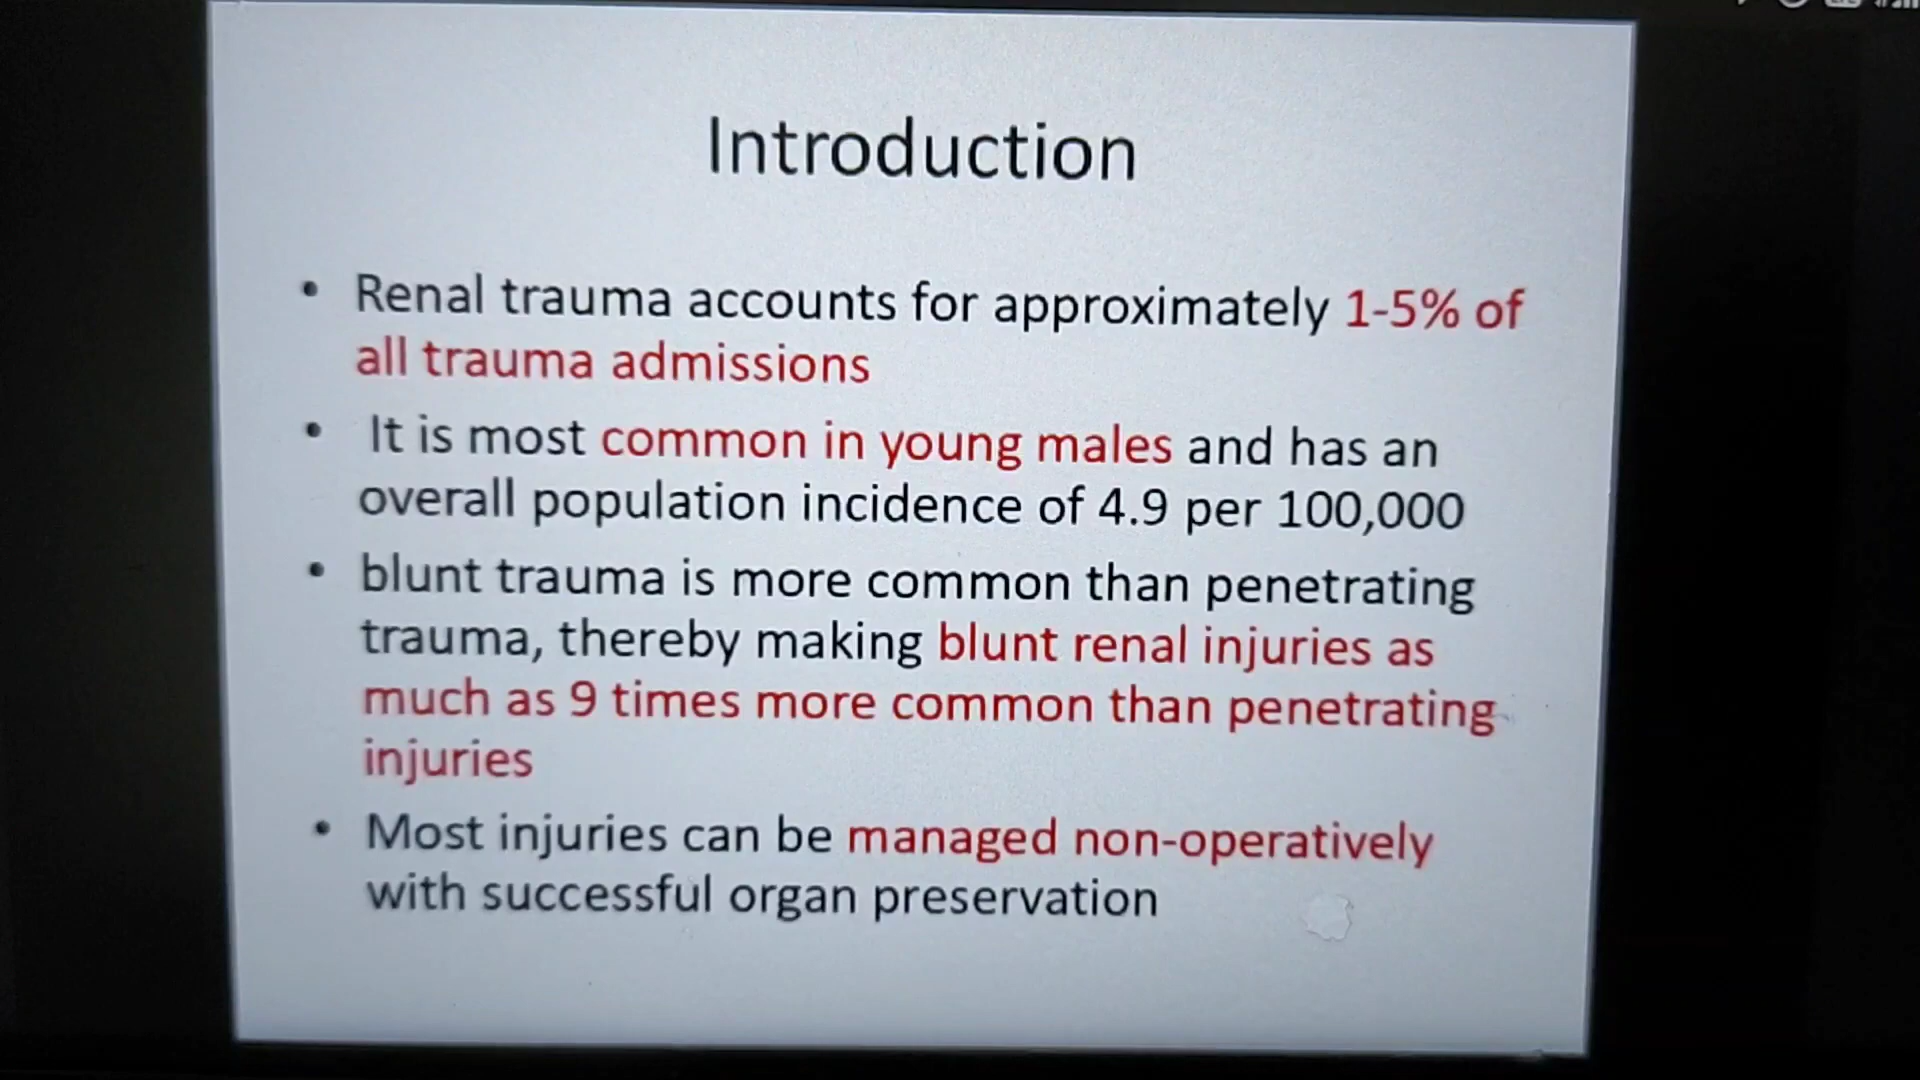 Introduction
• Renal trauma accounts for approximately 1-5% of
all trauma admissions
• It is most common in young males and has an
overall population incidence of 4.9 per 100,000
• blunt trauma is more common than penetrating
trauma, thereby making blunt renal injuries as
much as 9 times more common than penetrating
injuries
• Most injuries can be managed non-operatively
with successful organ preservation